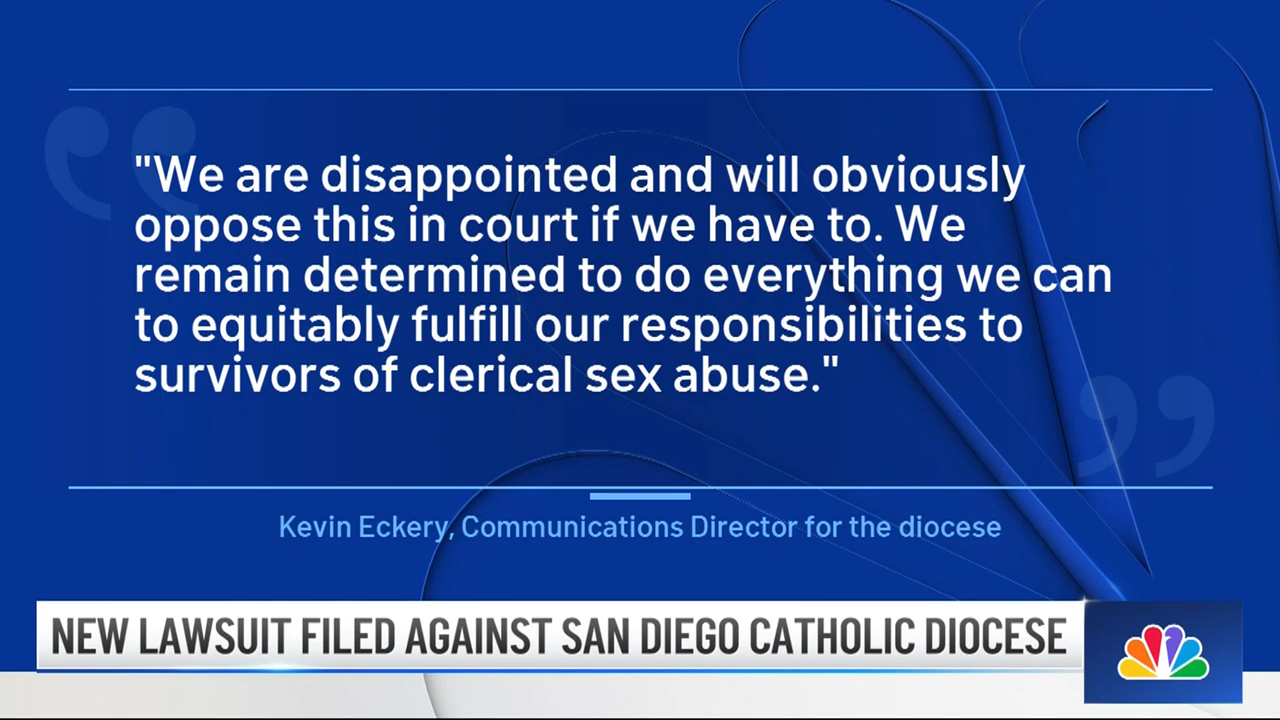 "We are disappointed and will obviously
oppose this in court if we have to. We
remain determined to do everything we can
to equitably fulfill our responsibilities to
survivors of clerical sex abuse."
Kevin Eckery, Communications Director for the diocese
NEW LAWSUIT FILED AGAINST SAN DIEGO CATHOLIC DIOCESE